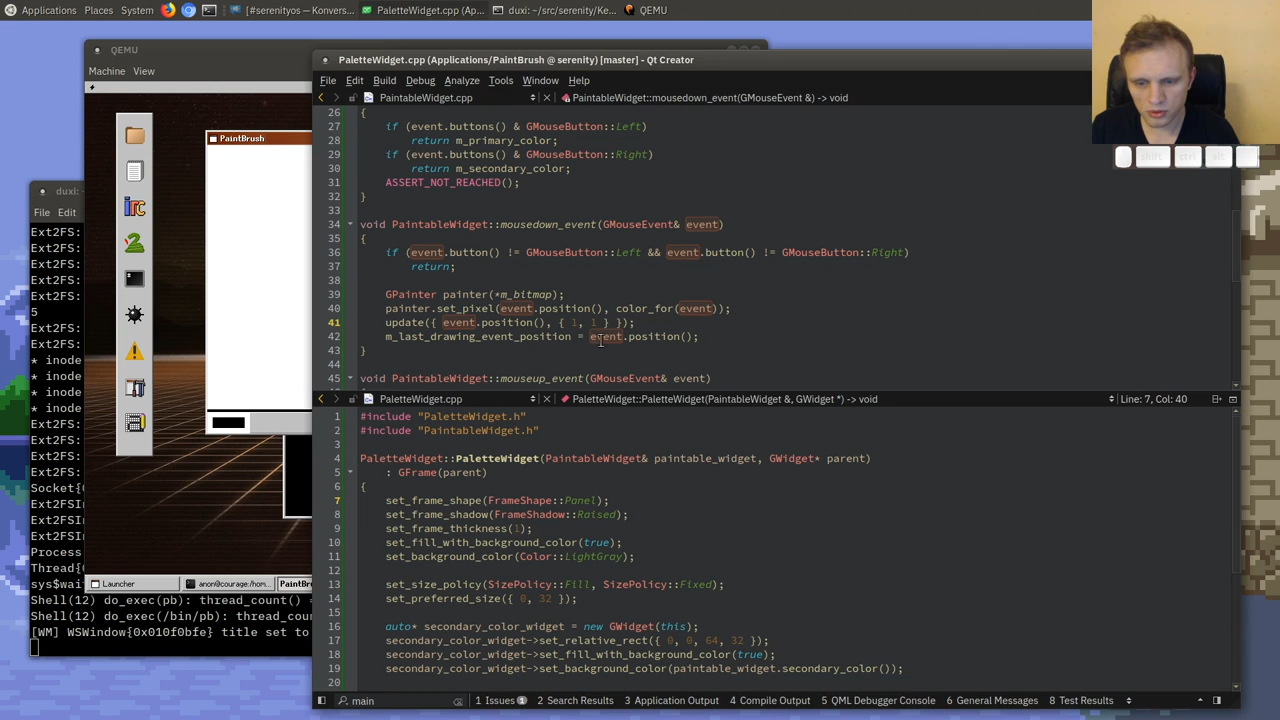 Applications Places System [#serenityos — Konvers... PaletteWidget.cpp (Ap... duxi: ~/src/serenity/Ke... QEMU
QEMU
Machine View
PaintBrush
Launcher anon@courage:/hom PaintBru
duxi:
File Edit
Ext2FS:
Ext2FS:
Ext2FS:
Ext2FS:
Ext2FS:
5
Ext2FS:
Ext2FS:
* inode
* inode
* inode
* inode
Ext2FS:
Ext2FS:
Ext2FS:
Ext2FS:
Socket{
Ext2FSI
Ext2FSI
Process
Thread{
sys$wai
Shell(12) do_exec(pb): thread_count() =
Shell(12) do_exec(/bin/pb): thread_coun
[WM] WSWindow{0x010f0bfe} title set to
PaletteWidget.cpp (Applications/PaintBrush @ serenity) [master] - Qt Creator
File Edit Build Debug Analyze Tools Window Help
PaintableWidget.cpp PaintableWidget::mousedown_event(GMouseEvent &) -> void
26 {
27 if (event.buttons() & GMouseButton::Left)
28 return m_primary_color;
29 if (event.buttons() & GMouseButton::Right)
30 return m_secondary_color;
31 ASSERT_NOT_REACHED();
32 }
33
34 void PaintableWidget::mousedown_event(GMouseEvent& event)
35 {
36 if (event.button() != GMouseButton::Left && event.button() != GMouseButton::Right)
37 return;
38
39 GPainter painter(*m_bitmap);
40 painter.set_pixel(event.position(), color_for(event));
41 update({ event.position(), { 1, 1 } });
42 m_last_drawing_event_position = event.position();
43 }
44
45 void PaintableWidget::mouseup_event(GMouseEvent& event)
PaletteWidget.cpp PaletteWidget::PaletteWidget(PaintableWidget &, GWidget *) -> void Line: 7, Col: 40
1 #include "PaletteWidget.h"
2 #include "PaintableWidget.h"
3
4 PaletteWidget::PaletteWidget(PaintableWidget& paintable_widget, GWidget* parent)
5 : GFrame(parent)
6 {
7 set_frame_shape(FrameShape::Panel);
8 set_frame_shadow(FrameShadow::Raised);
9 set_frame_thickness(1);
10 set_fill_with_background_color(true);
11 set_background_color(Color::LightGray);
12
13 set_size_policy(SizePolicy::Fill, SizePolicy::Fixed);
14 set_preferred_size({ 0, 32 });
15
16 auto* secondary_color_widget = new GWidget(this);
17 secondary_color_widget->set_relative_rect({ 0, 0, 64, 32 });
18 secondary_color_widget->set_fill_with_background_color(true);
19 secondary_color_widget->set_background_color(paintable_widget.secondary_color());
20
main 1 Issues 1 2 Search Results 3 Application Output 4 Compile Output 5 QML Debugger Console 6 General Messages 8 Test Results
shift ctrl alt